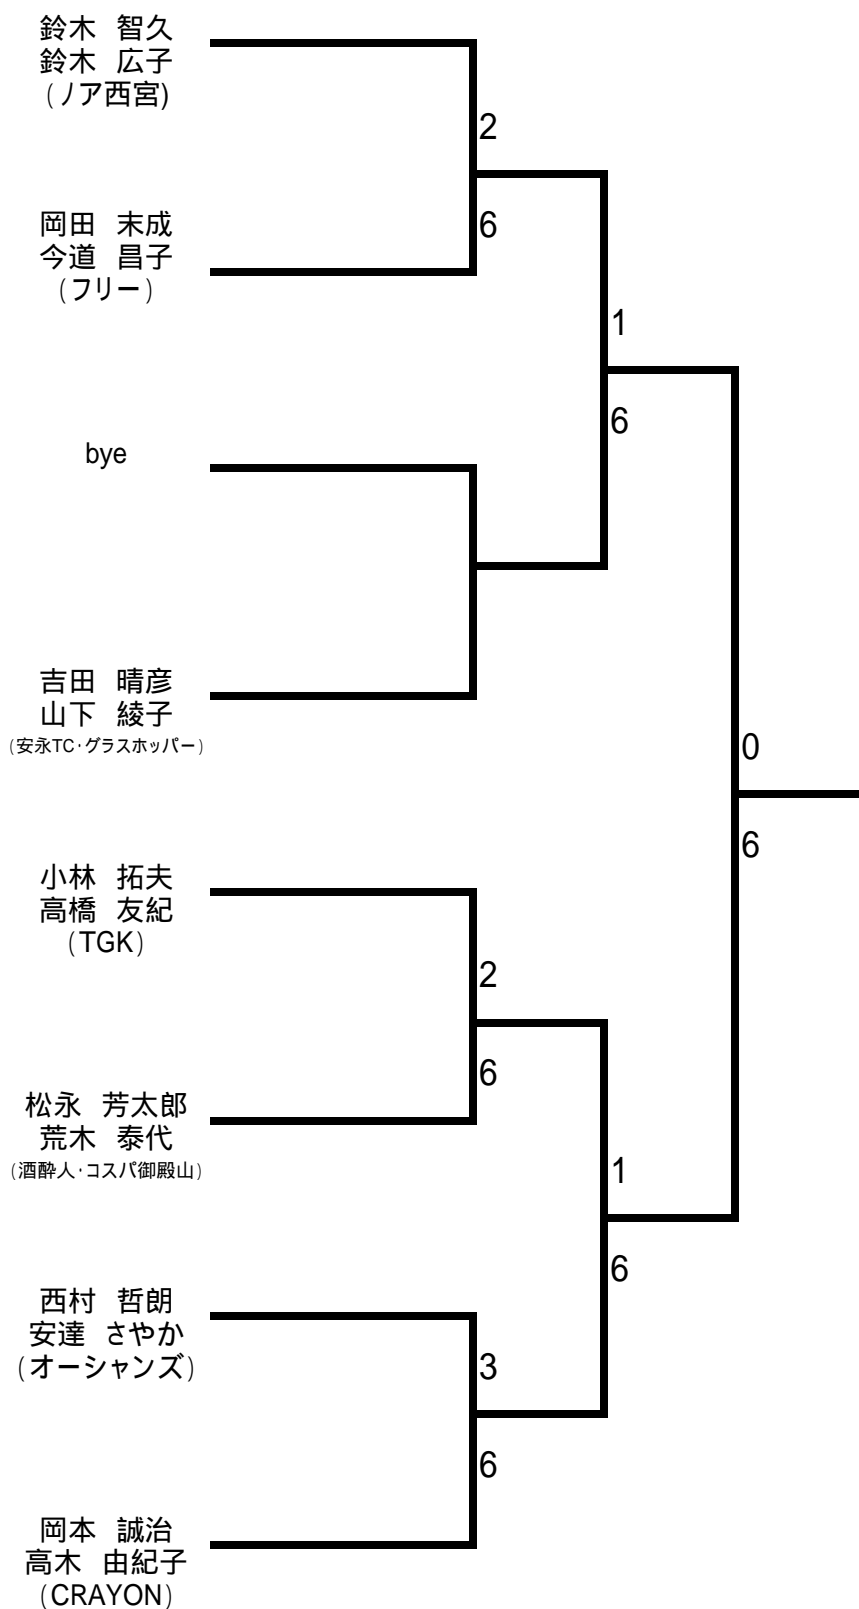 鈴木 智久
鈴木 広子
(ノア西宮)
2
6
岡田 末成
今道 昌子
(フリー)
1
6
bye
吉田 晴彦
山下 綾子
(安永TC・グラスホッパー)
0
6
小林 拓夫
高橋 友紀
(TGK)
2
6
松永 芳太郎
荒木 泰代
(酒酔人・コスパ御殿山)
1
6
西村 哲朗
安達 さやか
(オーシャンズ)
3
6
岡本 誠治
高木 由紀子
(CRAYON)